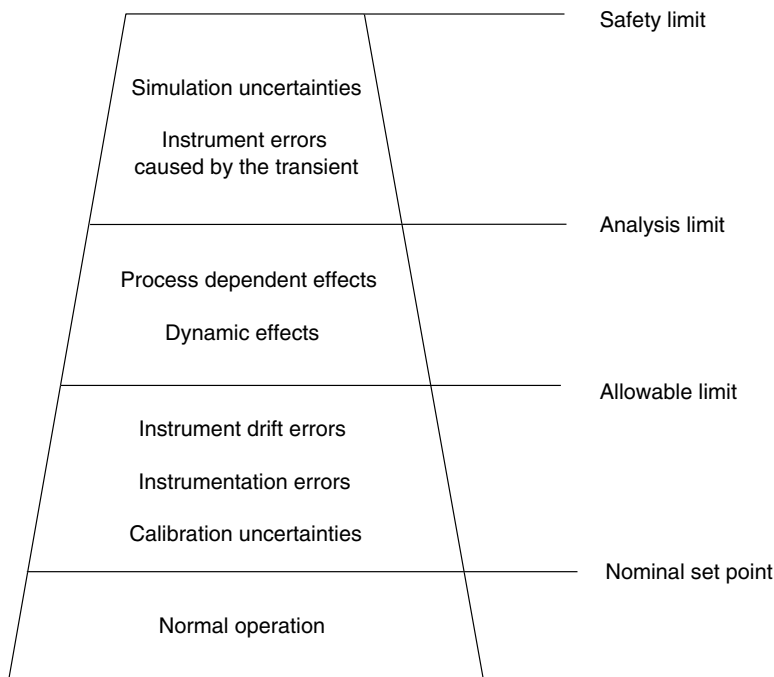 Safety limit
Simulation uncertainties
Instrument errors
caused by the transient
Analysis limit
Process dependent effects
Dynamic effects
Allowable limit
Instrument drift errors
Instrumentation errors
Calibration uncertainties
Nominal set point
Normal operation